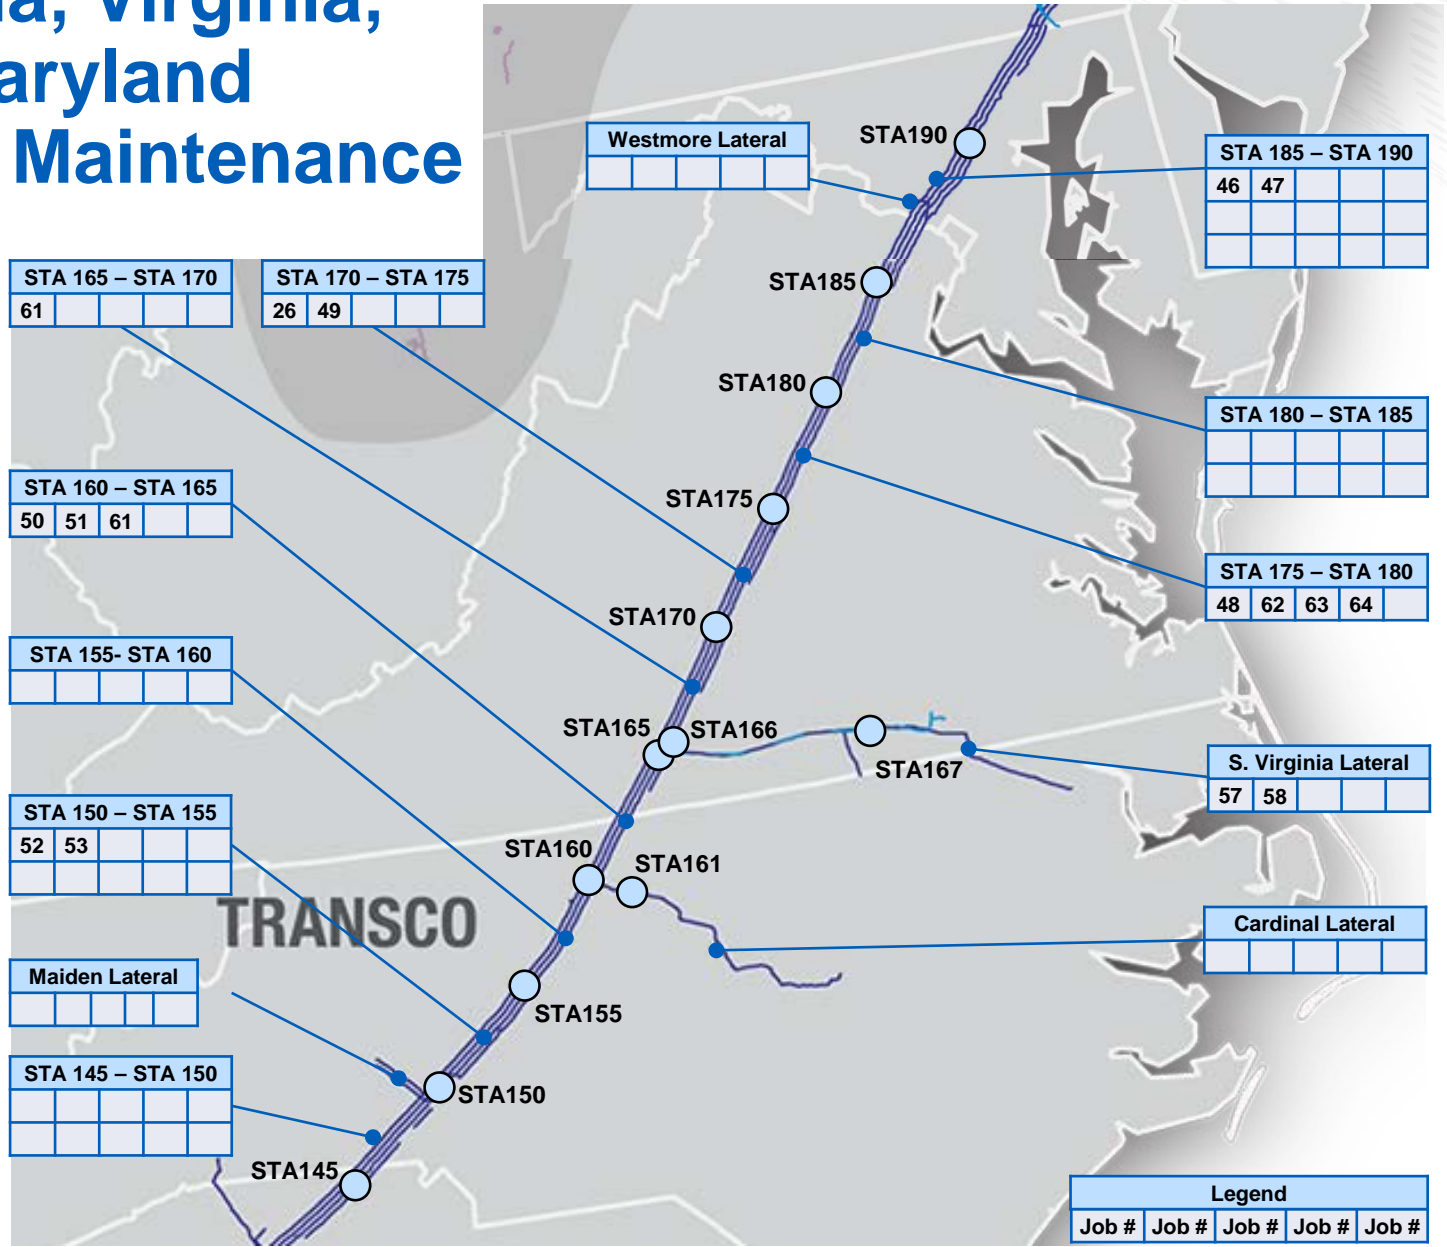 Virginia,
Maintenance
Westmore Lateral
STA190
STA 185 – STA 190
46 47
STA 165 – STA 170
61
STA 170 – STA 175
26 49
STA185
STA180
STA 180 – STA 185
STA 160 – STA 165
50 51 61
STA175
STA 175 – STA 180
48 62 63 64
STA170
STA 155- STA 160
STA165
STA166
STA167
S. Virginia Lateral
57 58
STA 150 – STA 155
52 53
STA160
STA161
TRANSCO
Cardinal Lateral
Maiden Lateral
STA155
STA 145 – STA 150
STA150
STA145
Legend
Job # Job # Job # Job # Job #